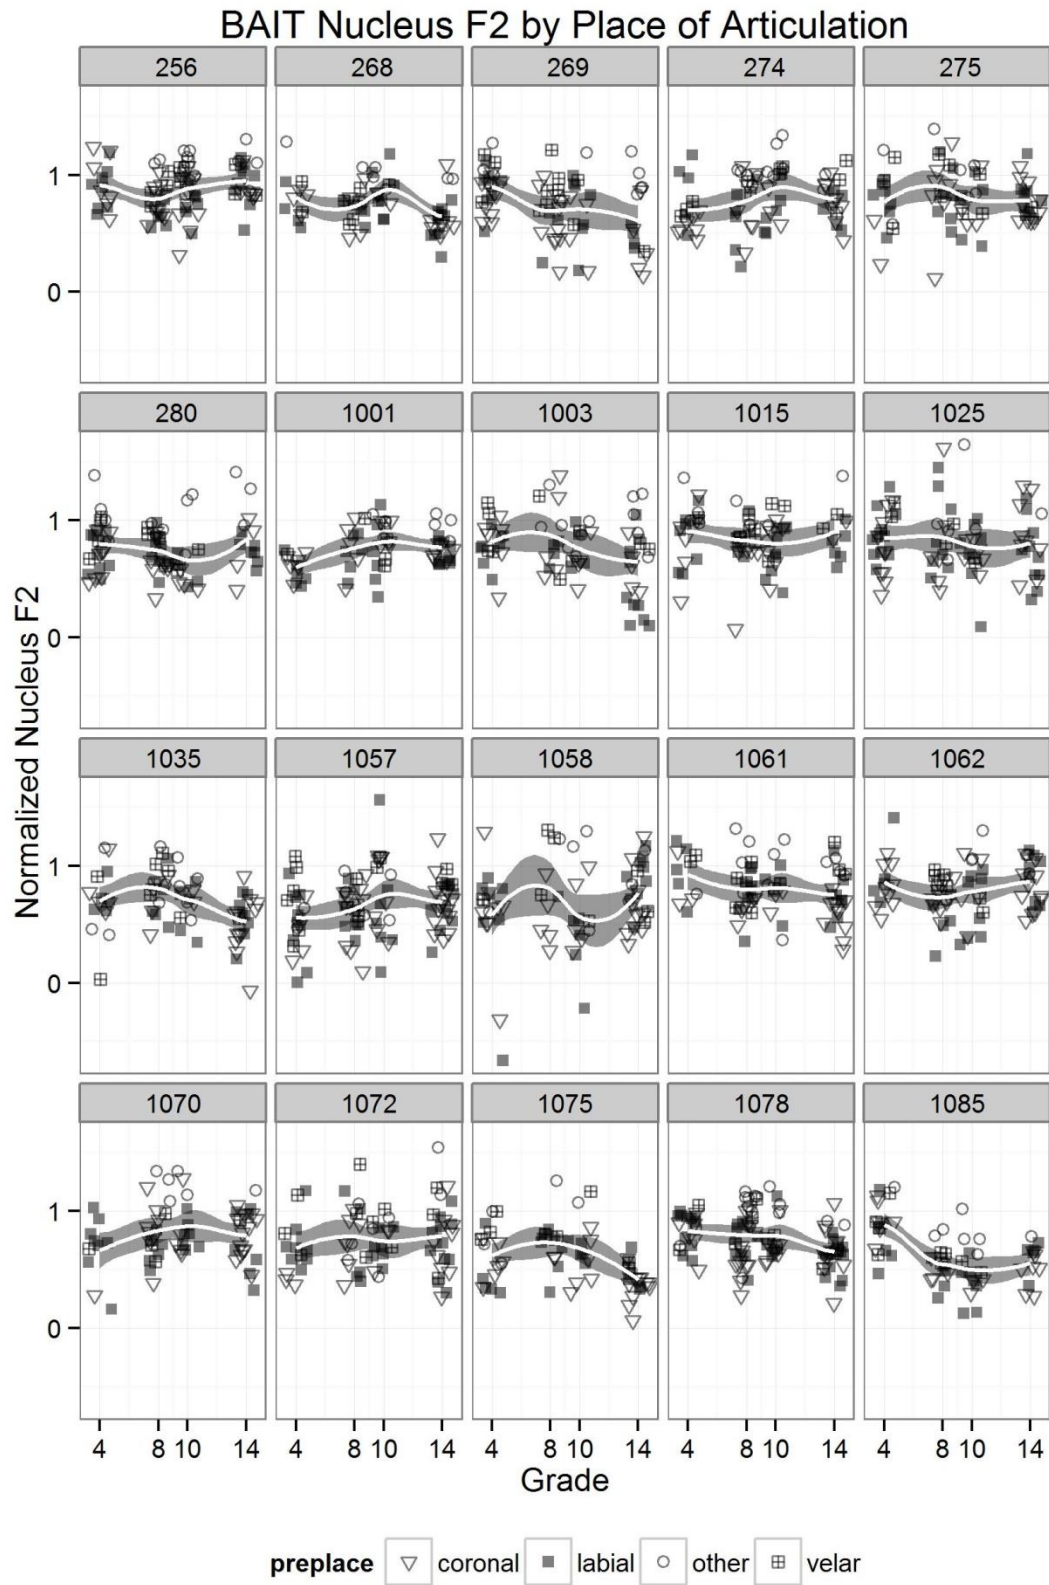 BAIT Nucleus F2 by Place of Articulation
256 268 269 274 275
1
0
280 1001 1003 1015 1025
1
0
Normalized Nucleus F2
1035 1057 1058 1061 1062
1
0
1070 1072 1075 1078 1085
1
0
4 8 10 14 4 8 10 14 4 8 10 14 4 8 10 14 4 8 10 14
Grade
preplace coronal labial other velar